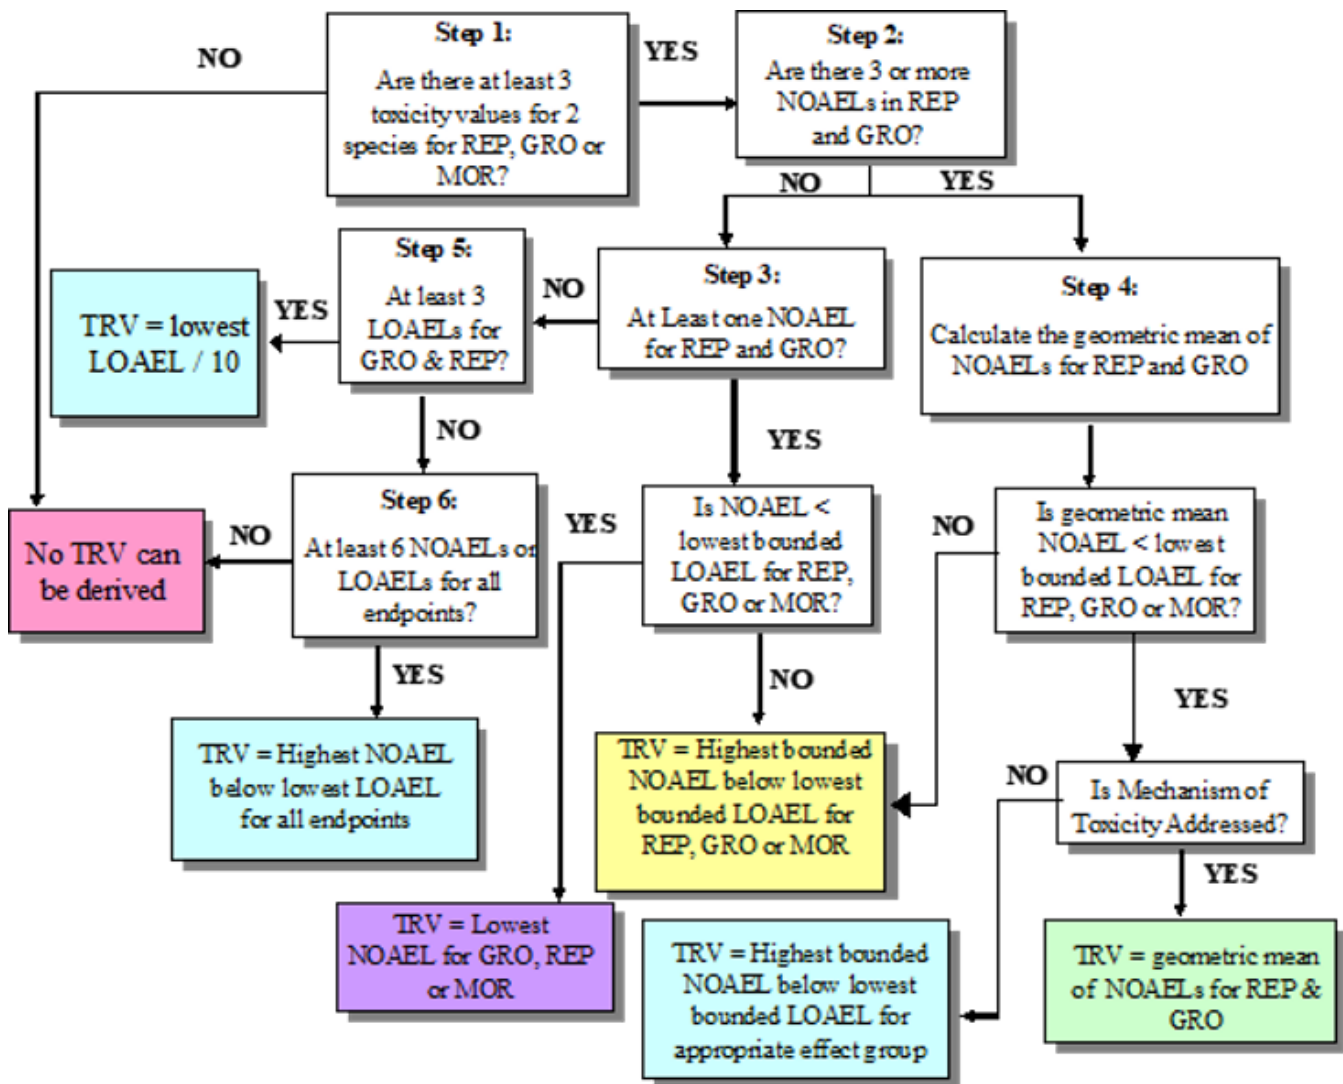 NO
Step 1:
Are there at least 3
toxicity values for 2
species for REP, GRO or
MOR?
YES
Step 2:
Are there 3 or more
NOAELs in REP
and GRO?
NO
YES
Step 5:
At least 3
LOAELs for
GRO & REP?
NO
Step 3:
At Least one NOAEL
for REP and GRO?
Step 4:
Calculate the geometric mean of
NOAELs for REP and GRO
YES
TRV = lowest
LOAEL / 10
NO
YES
No TRV can
be derived
NO
Step 6:
At least 6 NOAELs or
LOAELs for all
endpoints?
YES
Is NOAEL <
lowest bounded
LOAEL for REP,
GRO or MOR?
NO
Is geometric mean
NOAEL < lowest
bounded LOAEL for
REP, GRO or MOR?
YES
NO
YES
TRV = Highest NOAEL
below lowest LOAEL
for all endpoints
TRV = Highest bounded
NOAEL below lowest
bounded LOAEL for
REP, GRO or MOR
NO
Is Mechanism of
Toxicity Addressed?
YES
TRV = Lowest
NOAEL for GRO, REP
or MOR
TRV = Highest bounded
NOAEL below lowest
bounded LOAEL for
appropriate effect group
TRV = geometric mean
of NOAELs for REP &
GRO